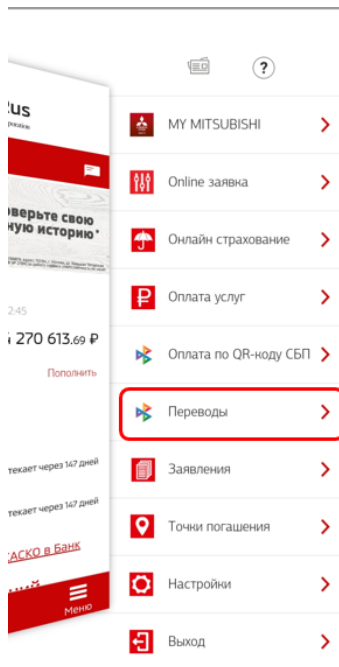 ?
us
MY MITSUBISHI
Online заявка
оверьте свою
ную историю*
Онлайн страхование
2:45
Оплата услуг
270 613.69 ₽
Пополнить
Оплата по QR-коду СБП
Переводы
текает через 147 дней
Заявления
текает через 147 дней
Точки погашения
КАСКО в Банк
Настройки
Меню
Выход